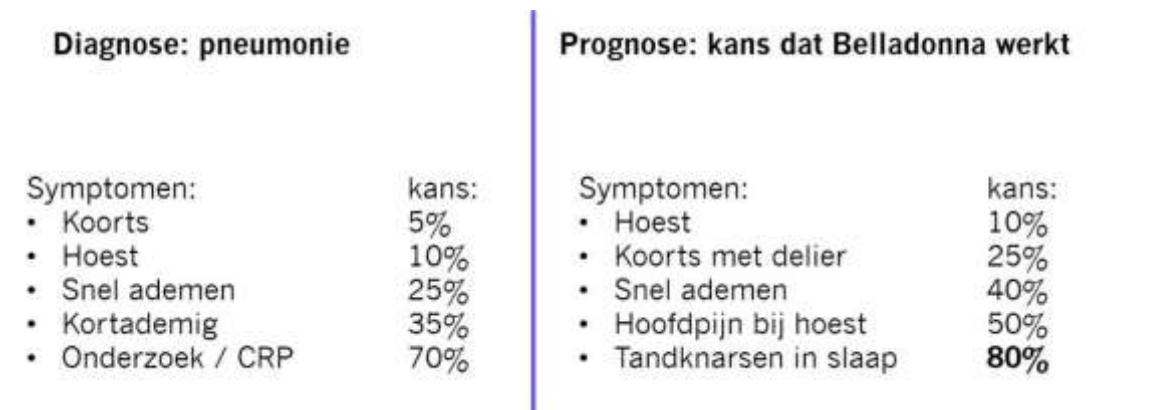 Diagnose: pneumonie
Symptomen: kans:
• Koorts 5%
• Hoest 10%
• Snel ademen 25%
• Kortademig 35%
• Onderzoek / CRP 70%
Prognose: kans dat Belladonna werkt
Symptomen: kans:
• Hoest 10%
• Koorts met delier 25%
• Snel ademen 40%
• Hoofdpijn bij hoest 50%
• Tandknarsen in slaap 80%